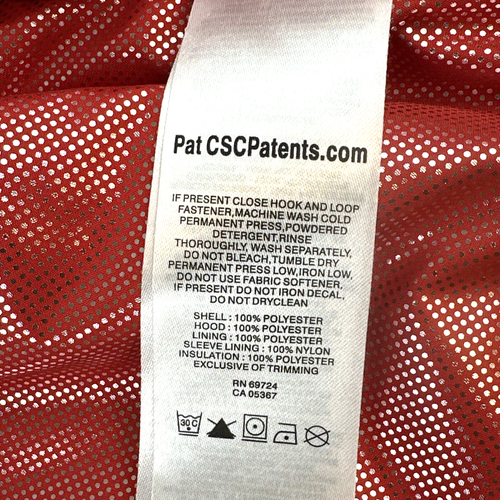 Pat CSCPatents.com
IF PRESENT CLOSE HOOK AND LOOP
FASTENER,MACHINE WASH COLD
PERMANENT PRESS,POWDERED
DETERGENT,RINSE
THOROUGHLY, WASH SEPARATELY,
DO NOT BLEACH,TUMBLE DRY
PERMANENT PRESS LOW,IRON LOW,
DO NOT USE FABRIC SOFTENER,
IF PRESENT DO NOT IRON DECAL,
DO NOT DRYCLEAN
SHELL : 100% POLYESTER
HOOD : 100% POLYESTER
LINING : 100% POLYESTER
SLEEVE LINING : 100% NYLON
INSULATION : 100% POLYESTER
EXCLUSIVE OF TRIMMING
RN 69724
CA 05367
30 C